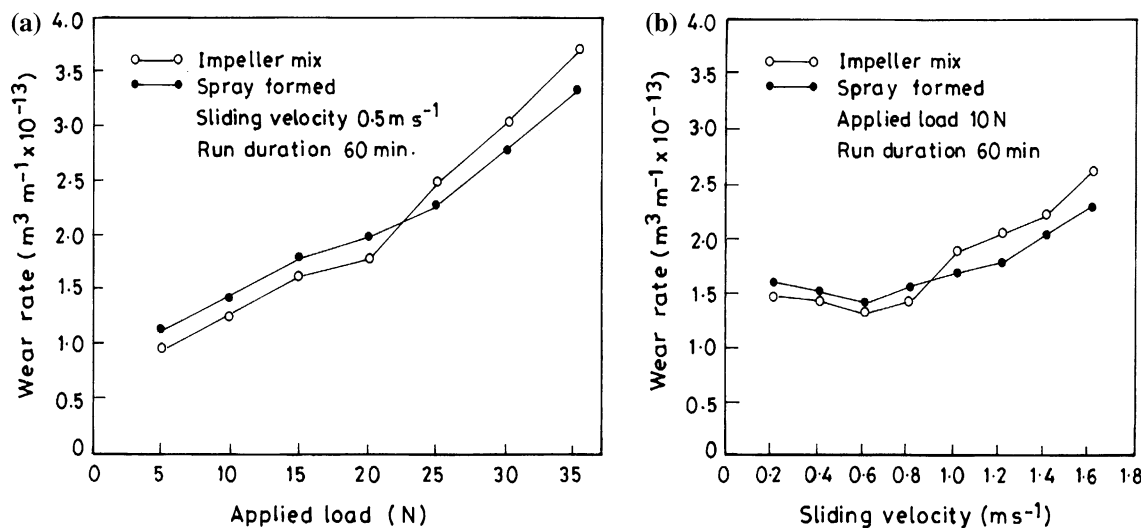 (a)
4.0
3.5
3.0
2.5
2.0
1.5
1.0
0.5
0
Wear rate (m³ m⁻¹ × 10⁻¹³)
Impeller mix
Spray formed
Sliding velocity 0.5 m s⁻¹
Run duration 60 min.
0 5 10 15 20 25 30 35
Applied load (N)
(b)
4.0
3.5
3.0
2.5
2.0
1.5
1.0
0.5
0
Wear rate (m³ m⁻¹ × 10⁻¹³)
Impeller mix
Spray formed
Applied load 10 N
Run duration 60 min
0 0.2 0.4 0.6 0.8 1.0 1.2 1.4 1.6 1.8
Sliding velocity (m s⁻¹)